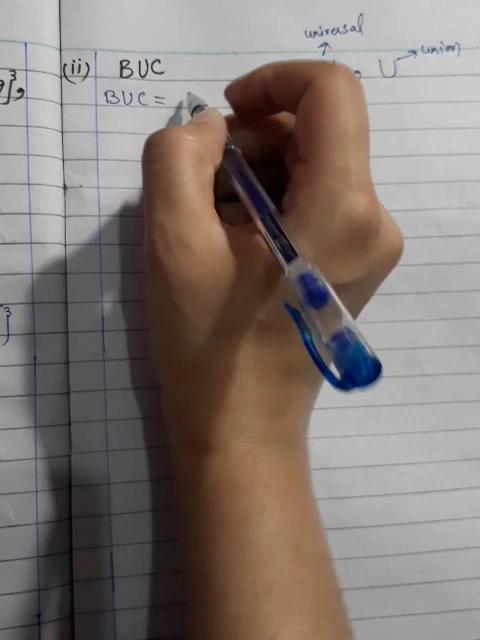 universal
, U → union
(ii) B∪C
B∪C =